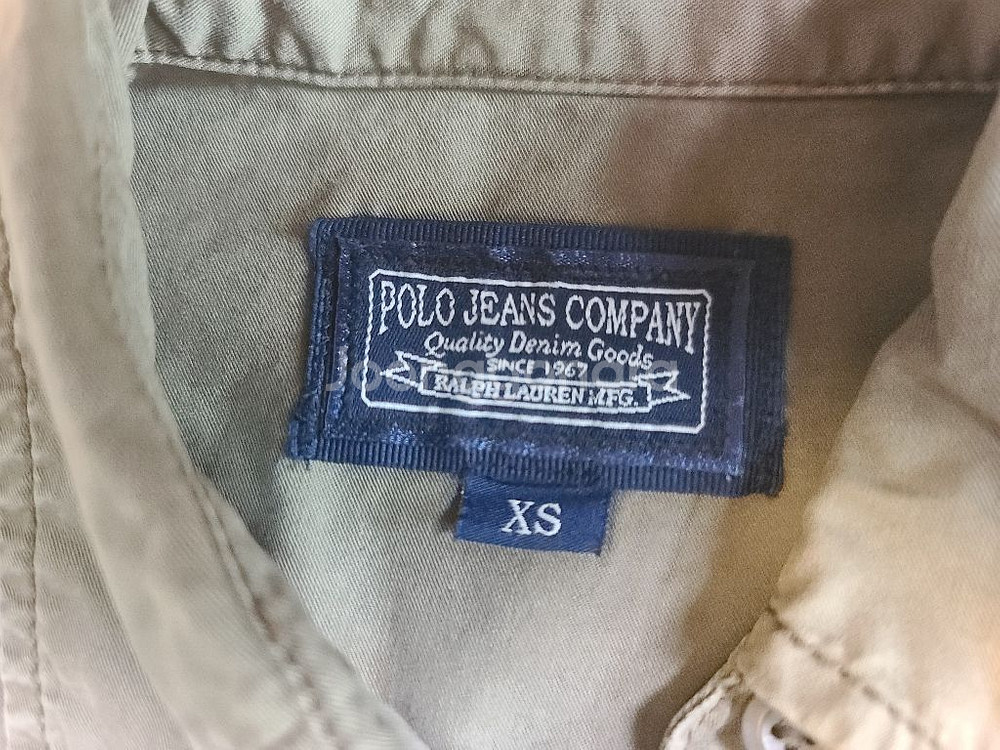 POLO JEANS COMPANY
Quality Denim Goods
SINCE 1967
RALPH LAUREN MFG.
XS